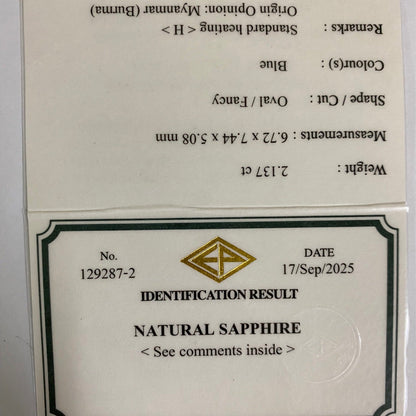 Weight : 2.137 ct
Measurements : 6.72 x 7.44 x 5.08 mm
Shape / Cut : Oval / Fancy
Colour(s) : Blue
Remarks : Standard heating < H >
Origin Opinion: Myanmar (Burma)
No. 129287-2
EP
DATE 17/Sep/2025
IDENTIFICATION RESULT
NATURAL SAPPHIRE
< See comments inside >